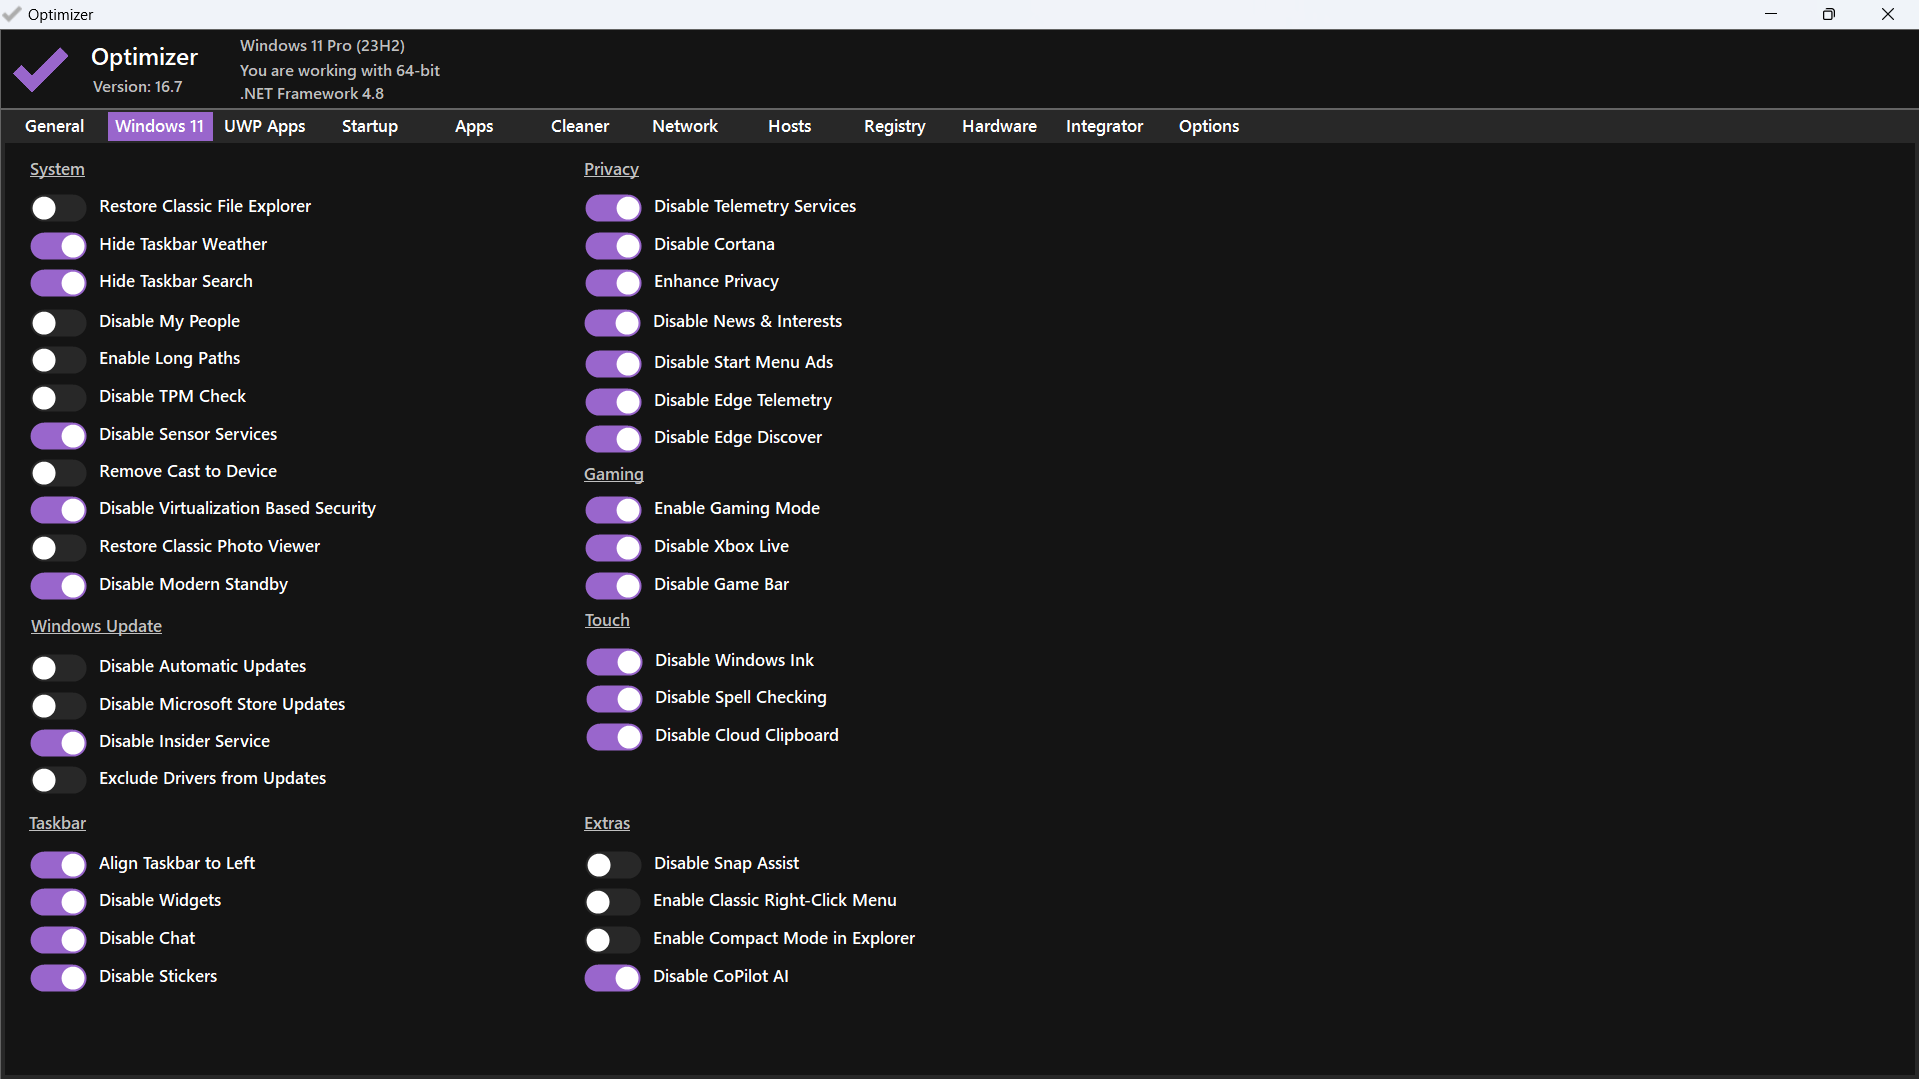 Optimizer
Optimizer
Version: 16.7
Windows 11 Pro (23H2)
You are working with 64-bit
.NET Framework 4.8
General Windows 11 UWP Apps Startup Apps Cleaner Network Hosts Registry Hardware Integrator Options
System
Restore Classic File Explorer
Hide Taskbar Weather
Hide Taskbar Search
Disable My People
Enable Long Paths
Disable TPM Check
Disable Sensor Services
Remove Cast to Device
Disable Virtualization Based Security
Restore Classic Photo Viewer
Disable Modern Standby
Windows Update
Disable Automatic Updates
Disable Microsoft Store Updates
Disable Insider Service
Exclude Drivers from Updates
Taskbar
Align Taskbar to Left
Disable Widgets
Disable Chat
Disable Stickers
Privacy
Disable Telemetry Services
Disable Cortana
Enhance Privacy
Disable News & Interests
Disable Start Menu Ads
Disable Edge Telemetry
Disable Edge Discover
Gaming
Enable Gaming Mode
Disable Xbox Live
Disable Game Bar
Touch
Disable Windows Ink
Disable Spell Checking
Disable Cloud Clipboard
Extras
Disable Snap Assist
Enable Classic Right-Click Menu
Enable Compact Mode in Explorer
Disable CoPilot AI